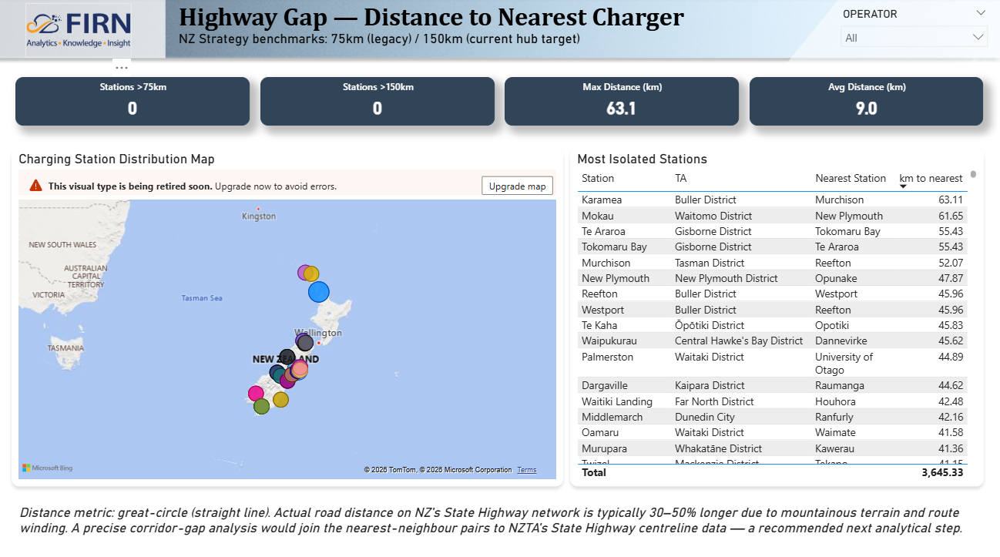 FIRN
Analytics • Knowledge • Insight
Highway Gap — Distance to Nearest Charger
NZ Strategy benchmarks: 75km (legacy) / 150km (current hub target)
OPERATOR
All
Stations >75km
0
Stations >150km
0
Max Distance (km)
63.1
Avg Distance (km)
9.0
Charging Station Distribution Map
This visual type is being retired soon. Upgrade now to avoid errors.
Upgrade map
Kingston
NEW SOUTH WALES
AUSTRALIAN
CAPITAL
TERRITORY
VICTORIA
Tasman Sea
TASMANIA
Wellington
NEW ZEALAND
Microsoft Bing
© 2026 TomTom, © 2026 Microsoft Corporation Terms
Most Isolated Stations
Station TA Nearest Station km to nearest
Karamea Buller District Murchison 63.11
Mokau Waitomo District New Plymouth 61.65
Te Araroa Gisborne District Tokomaru Bay 55.43
Tokomaru Bay Gisborne District Te Araroa 55.43
Murchison Tasman District Reefton 52.07
New Plymouth New Plymouth District Opunake 47.87
Reefton Buller District Westport 45.96
Westport Buller District Reefton 45.96
Te Kaha Ōpōtiki District Opotiki 45.83
Waipukurau Central Hawke's Bay District Dannevirke 45.62
Palmerston Waitaki District University of 44.89
Otago
Dargaville Kaipara District Raumanga 44.62
Waitiki Landing Far North District Houhora 42.48
Middlemarch Dunedin City Ranfurly 42.16
Oamaru Waitaki District Waimate 41.58
Murupara Whakatāne District Kawerau 41.36
Twizel Mackenzie District Tekapo 41.15
Total 3,645.33
Distance metric: great-circle (straight line). Actual road distance on NZ's State Highway network is typically 30–50% longer due to mountainous terrain and route
winding. A precise corridor-gap analysis would join the nearest-neighbour pairs to NZTA's State Highway centreline data — a recommended next analytical step.